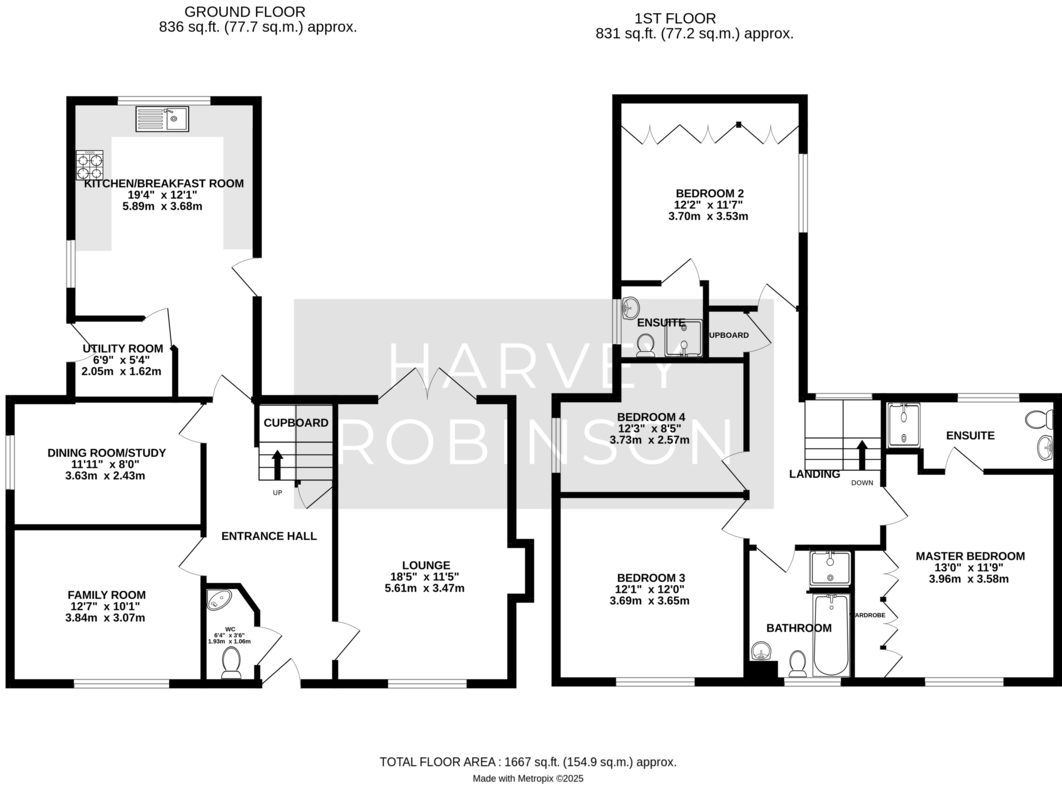 GROUND FLOOR
836 sq.ft. (77.7 sq.m.) approx.
1ST FLOOR
831 sq.ft. (77.2 sq.m.) approx.
KITCHEN/BREAKFAST ROOM
19'4" x 12'1"
5.89m x 3.68m
UTILITY ROOM
6'9" x 5'4"
2.05m x 1.62m
DINING ROOM/STUDY
11'11" x 8'0"
3.63m x 2.43m
CUPBOARD
UP
ENTRANCE HALL
FAMILY ROOM
12'7" x 10'1"
3.84m x 3.07m
WC
6'4" x 3'6"
1.93m x 1.06m
LOUNGE
18'5" x 11'5"
5.61m x 3.47m
HARVEY
ROBINSON
BEDROOM 2
12'2" x 11'7"
3.70m x 3.53m
ENSUITE
UPBOARD
BEDROOM 4
12'3" x 8'5"
3.73m x 2.57m
LANDING
DOWN
ENSUITE
BEDROOM 3
12'1" x 12'0"
3.69m x 3.65m
BATHROOM
MASTER BEDROOM
13'0" x 11'9"
3.96m x 3.58m
ARDROBE
TOTAL FLOOR AREA : 1667 sq.ft. (154.9 sq.m.) approx.
Made with Metropix ©2025